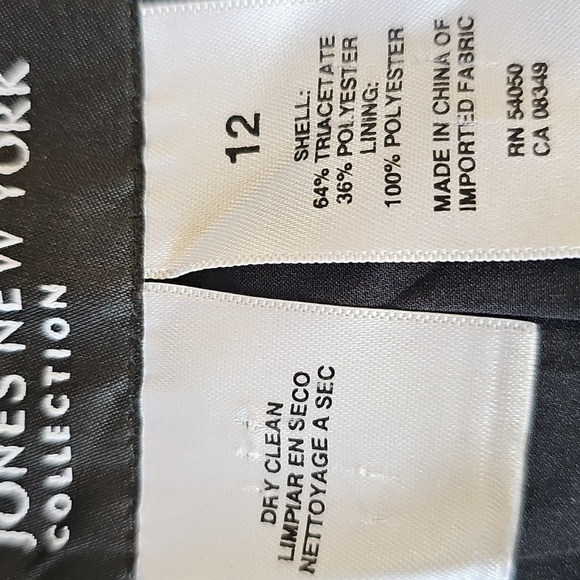 JONES NEW YORK
COLLECTION
12
SHELL:
64% TRIACETATE
36% POLYESTER
LINING:
100% POLYESTER
MADE IN CHINA OF
IMPORTED FABRIC
RN 54050
CA 08349
DRY CLEAN
LIMPIAR EN SECO
NETTOYAGE A SEC